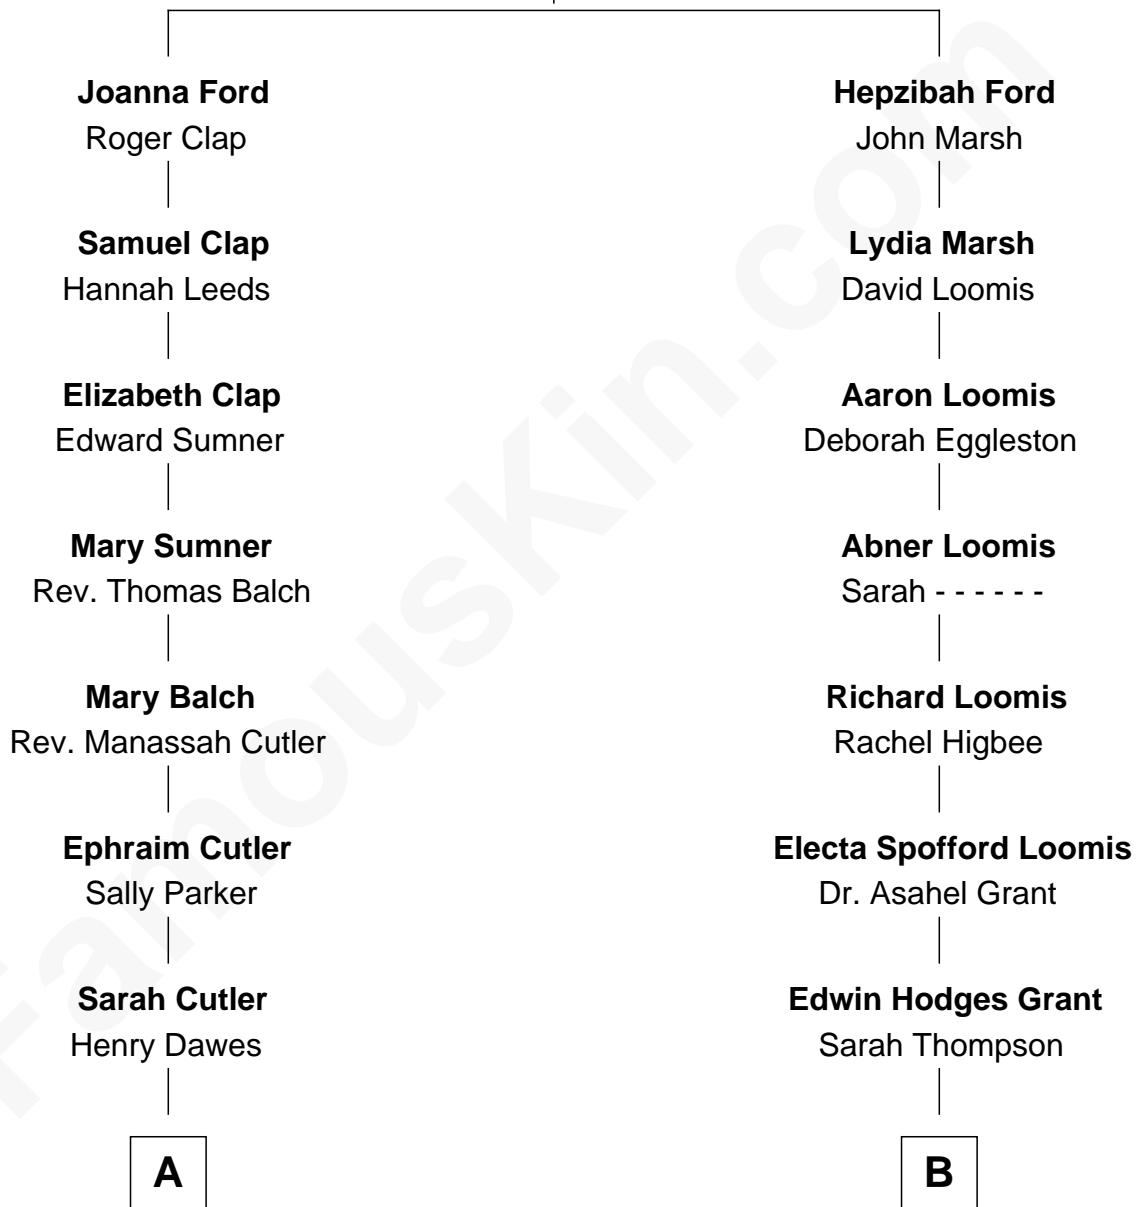 Joanna Ford
Roger Clap
Hepzibah Ford
John Marsh
Samuel Clap
Hannah Leeds
Lydia Marsh
David Loomis
Elizabeth Clap
Edward Sumner
Aaron Loomis
Deborah Eggleston
Mary Sumner
Rev. Thomas Balch
Abner Loomis
Sarah - - - - - -
Mary Balch
Rev. Manassah Cutler
Richard Loomis
Rachel Higbee
Ephraim Cutler
Sally Parker
Electa Spofford Loomis
Dr. Asahel Grant
Sarah Cutler
Henry Dawes
Edwin Hodges Grant
Sarah Thompson
A
B
FamousKin.com